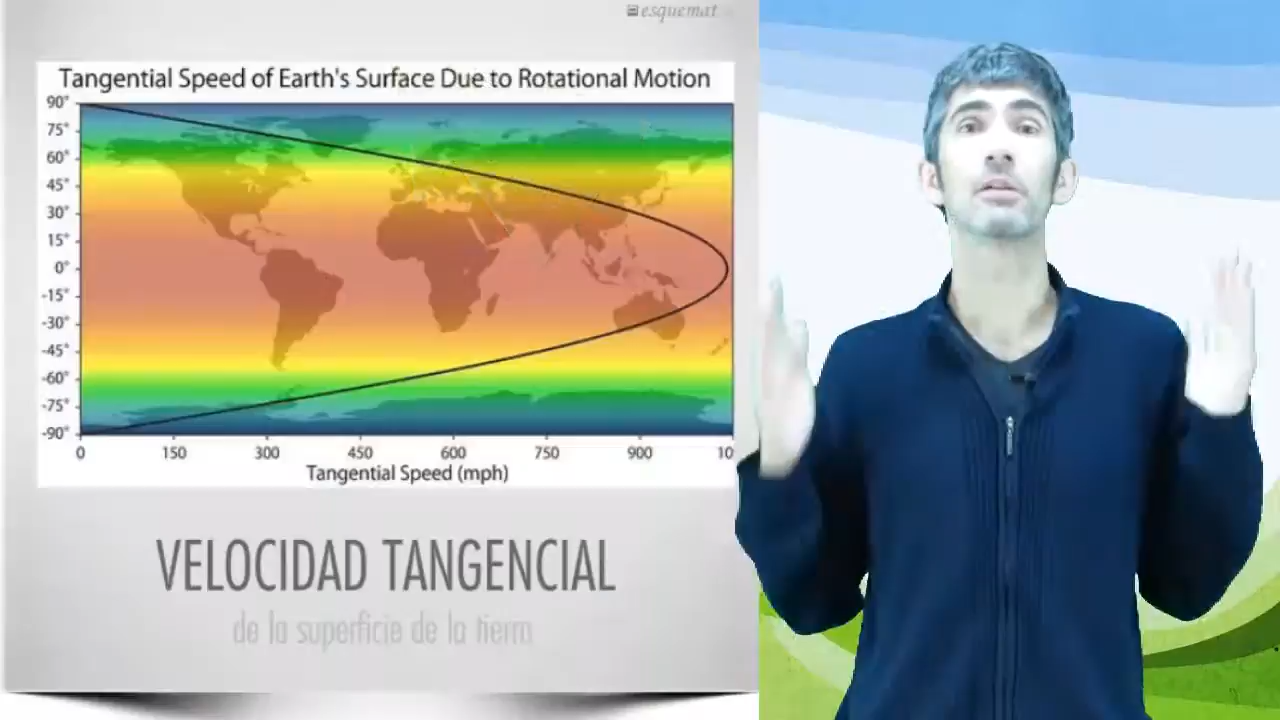 esquemat
Tangential Speed of Earth's Surface Due to Rotational Motion
90°
75°
60°
45°
30°
15°
0°
-15°
-30°
-45°
-60°
-75°
-90°
0 150 300 450 600 750 900 10
Tangential Speed (mph)
VELOCIDAD TANGENCIAL
de la superficie de la tierra